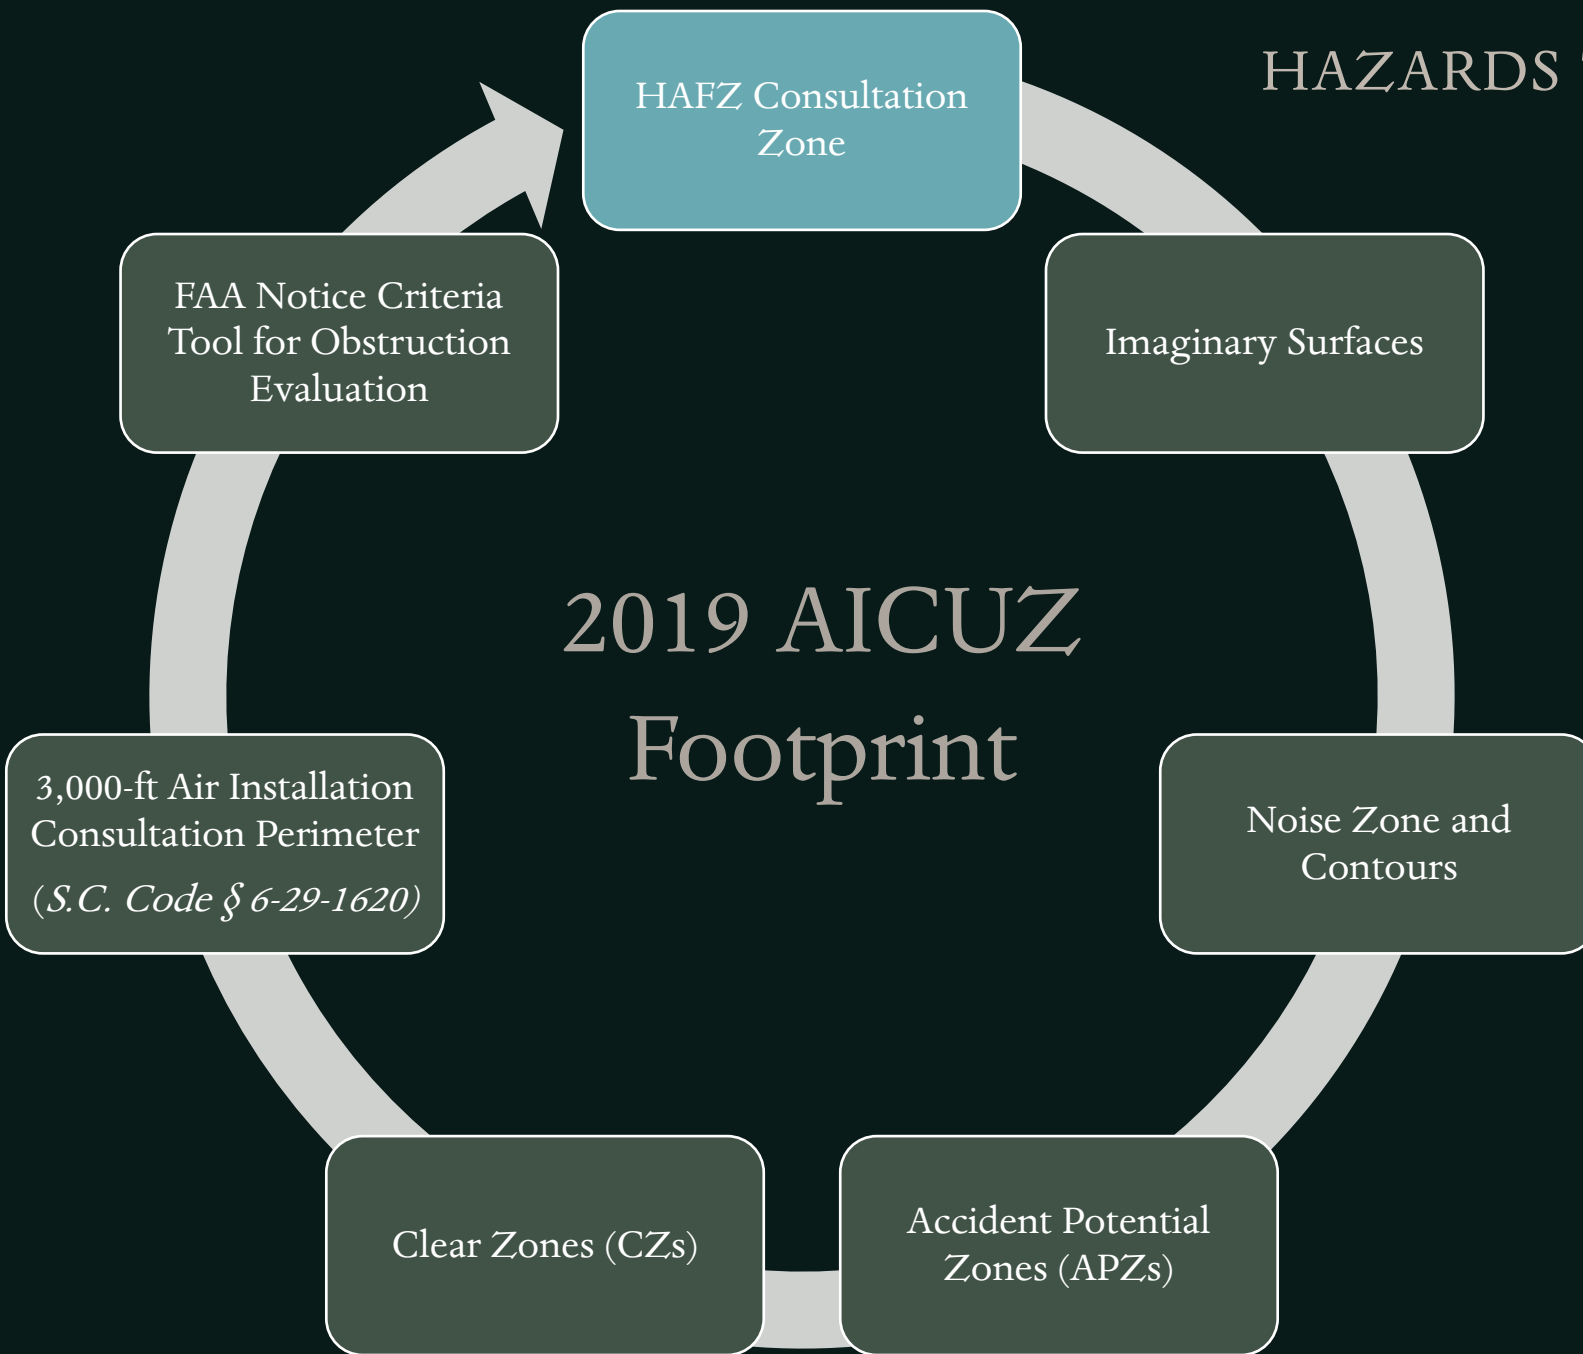 HAZARDS
HAFZ Consultation
Zone
Imaginary Surfaces
Noise Zone and
Contours
Accident Potential
Zones (APZs)
Clear Zones (CZs)
3,000-ft Air Installation
Consultation Perimeter
(S.C. Code § 6-29-1620)
FAA Notice Criteria
Tool for Obstruction
Evaluation
2019 AICUZ
Footprint